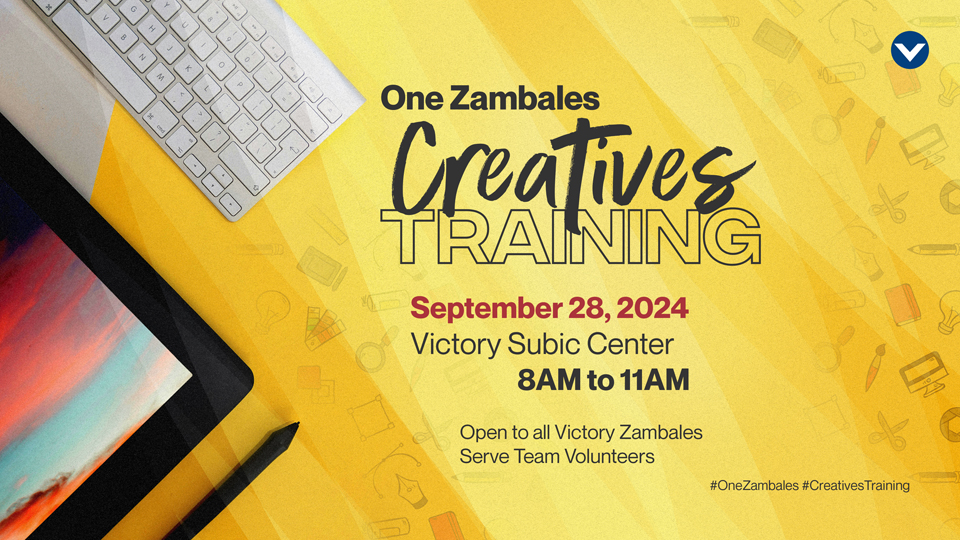 One Zambales
Creatives
TRAINING
September 28, 2024
Victory Subic Center
8AM to 11AM
Open to all Victory Zambales
Serve Team Volunteers
#OneZambales #CreativesTraining